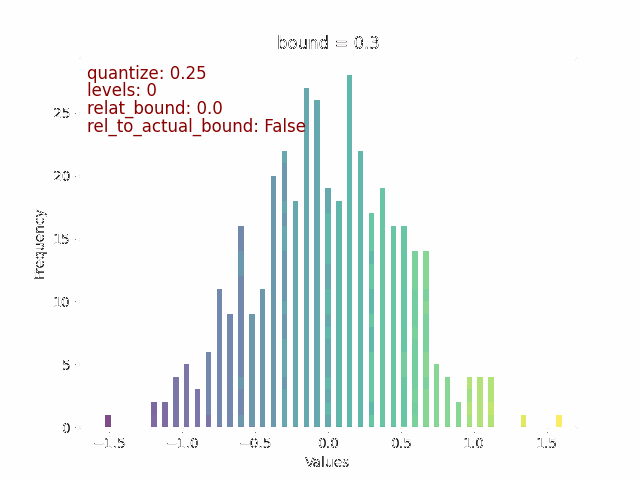 bound = 0.3
quantize: 0.25
levels: 0
relat_bound: 0.0
rel_to_actual_bound: False
25
20
15
10
5
0
Frequency
−1.5 −1.0 −0.5 0.0 0.5 1.0 1.5
Values